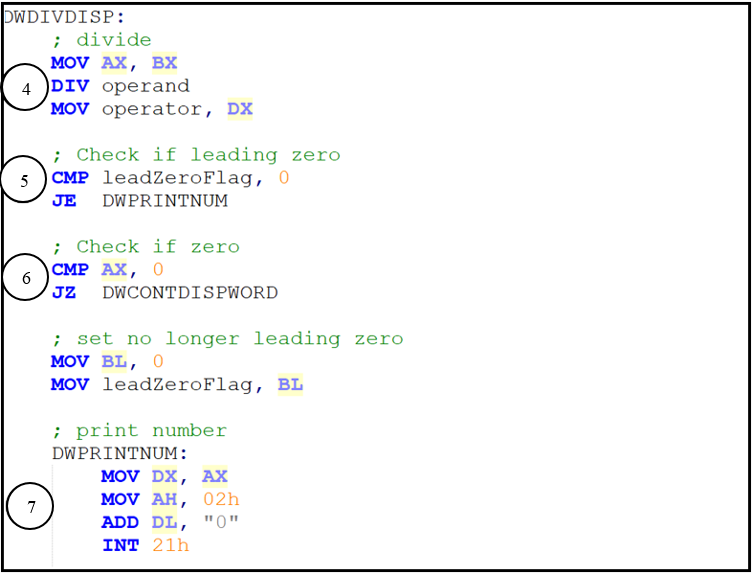 DWDIVDISP:
; divide
MOV AX, BX
4 DIV operand
MOV operator, DX
; Check if leading zero
5 CMP leadZeroFlag, 0
JE DWPRINTNUM
; Check if zero
6 CMP AX, 0
JZ DWCONTDISPWORD
; set no longer leading zero
MOV BL, 0
MOV leadZeroFlag, BL
; print number
DWPRINTNUM:
MOV DX, AX
7 MOV AH, 02h
ADD DL, "0"
INT 21h